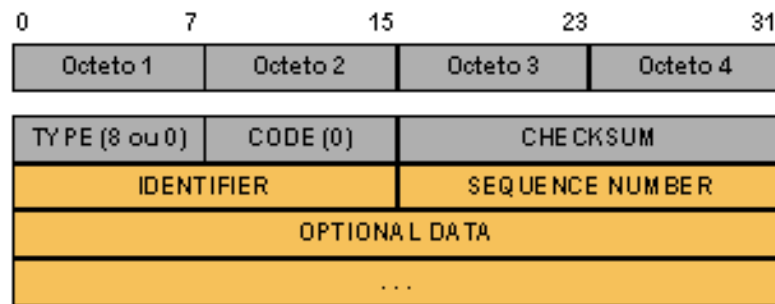 0 7 15 23 31
Octeto 1 Octeto 2 Octeto 3 Octeto 4
TYPE (8 ou 0) CODE (0) CHECKSUM
IDENTIFIER SEQUENCE NUMBER
OPTIONAL DATA
...